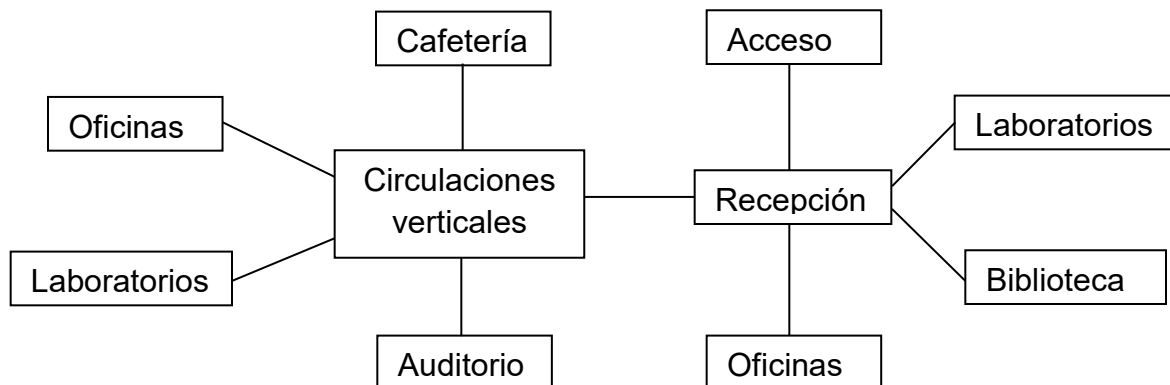 Cafetería
Acceso
Oficinas
Laboratorios
Circulaciones
verticales
Recepción
Laboratorios
Biblioteca
Auditorio
Oficinas